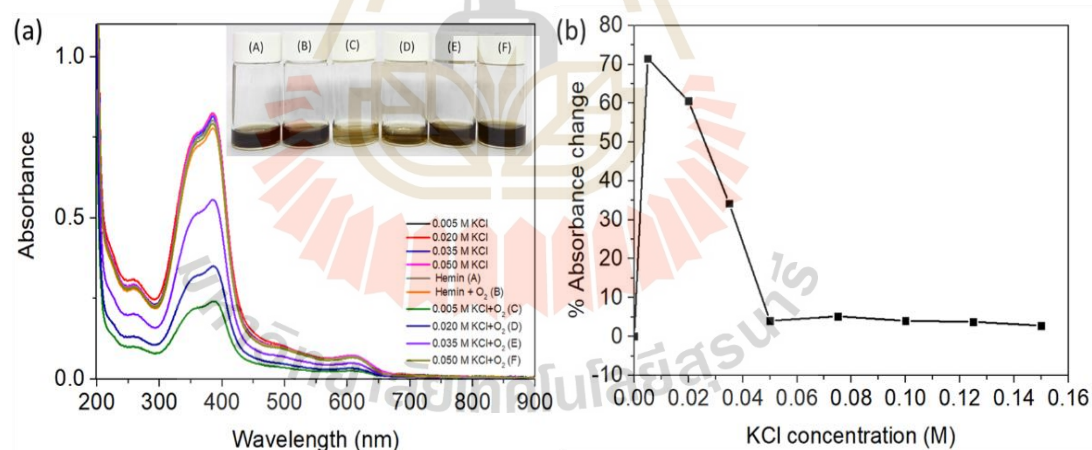 (a)
(A) (B) (C) (D) (E) (F)
1.0
0.5
0.0
Absorbance
0.005 M KCl
0.020 M KCl
0.035 M KCl
0.050 M KCl
Hemin (A)
Hemin + O₂ (B)
0.005 M KCl+O₂ (C)
0.020 M KCl+O₂ (D)
0.035 M KCl+O₂ (E)
0.050 M KCl+O₂ (F)
200 300 400 500 600 700 800 900
Wavelength (nm)
(b)
80
70
60
50
40
30
20
10
0
-10
% Absorbance change
0.00 0.02 0.04 0.06 0.08 0.10 0.12 0.14 0.16
KCl concentration (M)